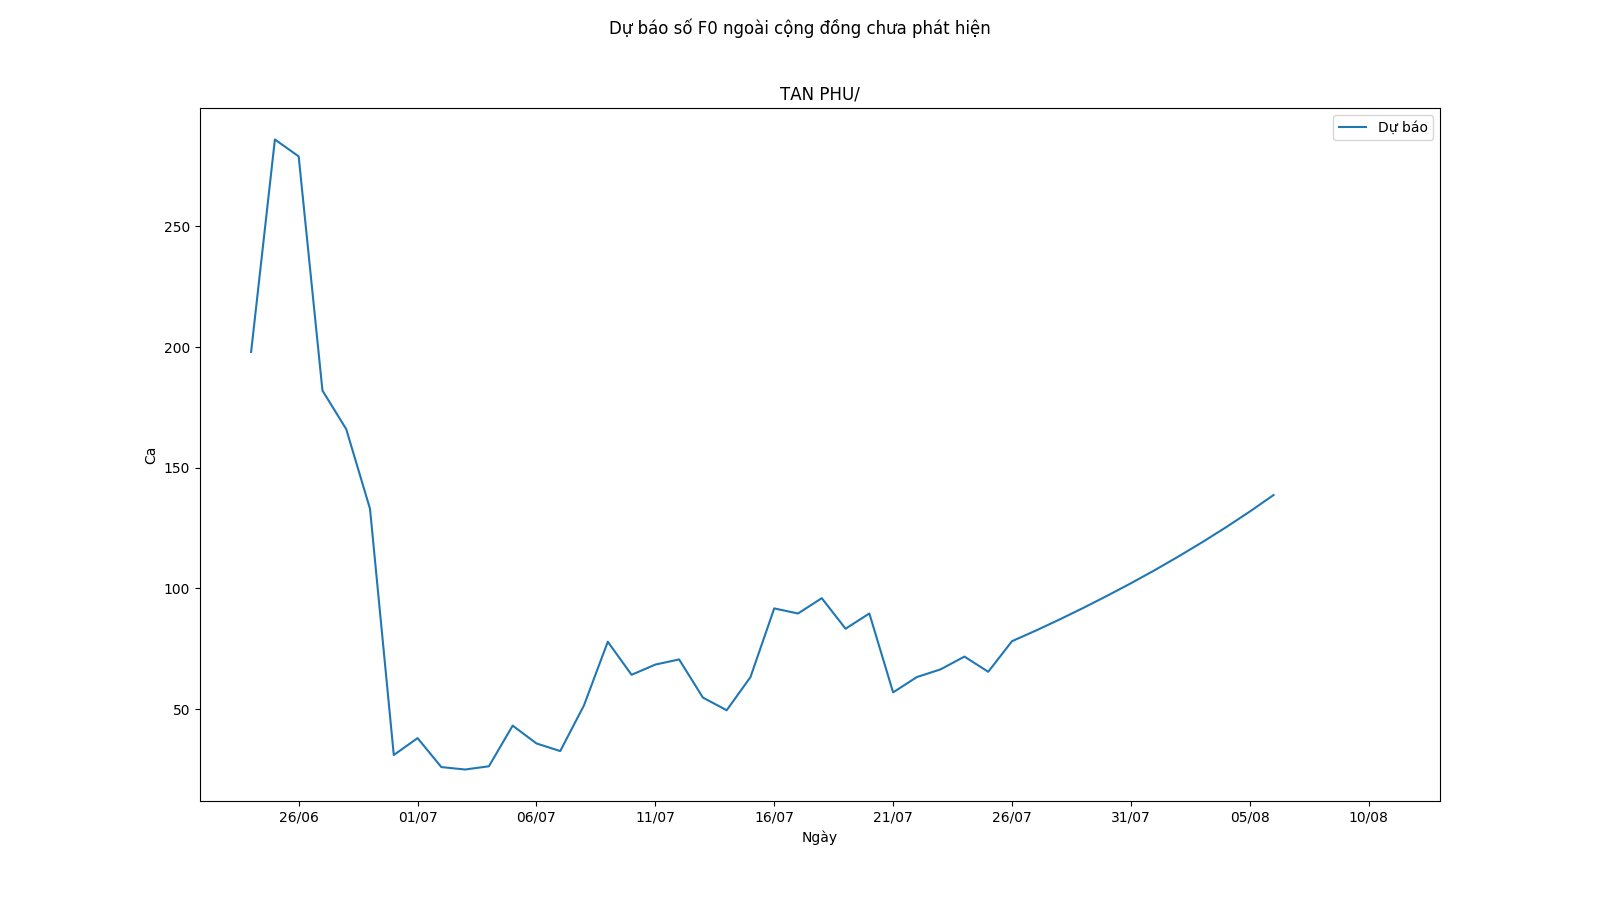 Dự báo số F0 ngoài cộng đồng chưa phát hiện
TAN PHU/
Dự báo
250
200
150
100
50
Ca
26/06 01/07 06/07 11/07 16/07 21/07 26/07 31/07 05/08 10/08
Ngày